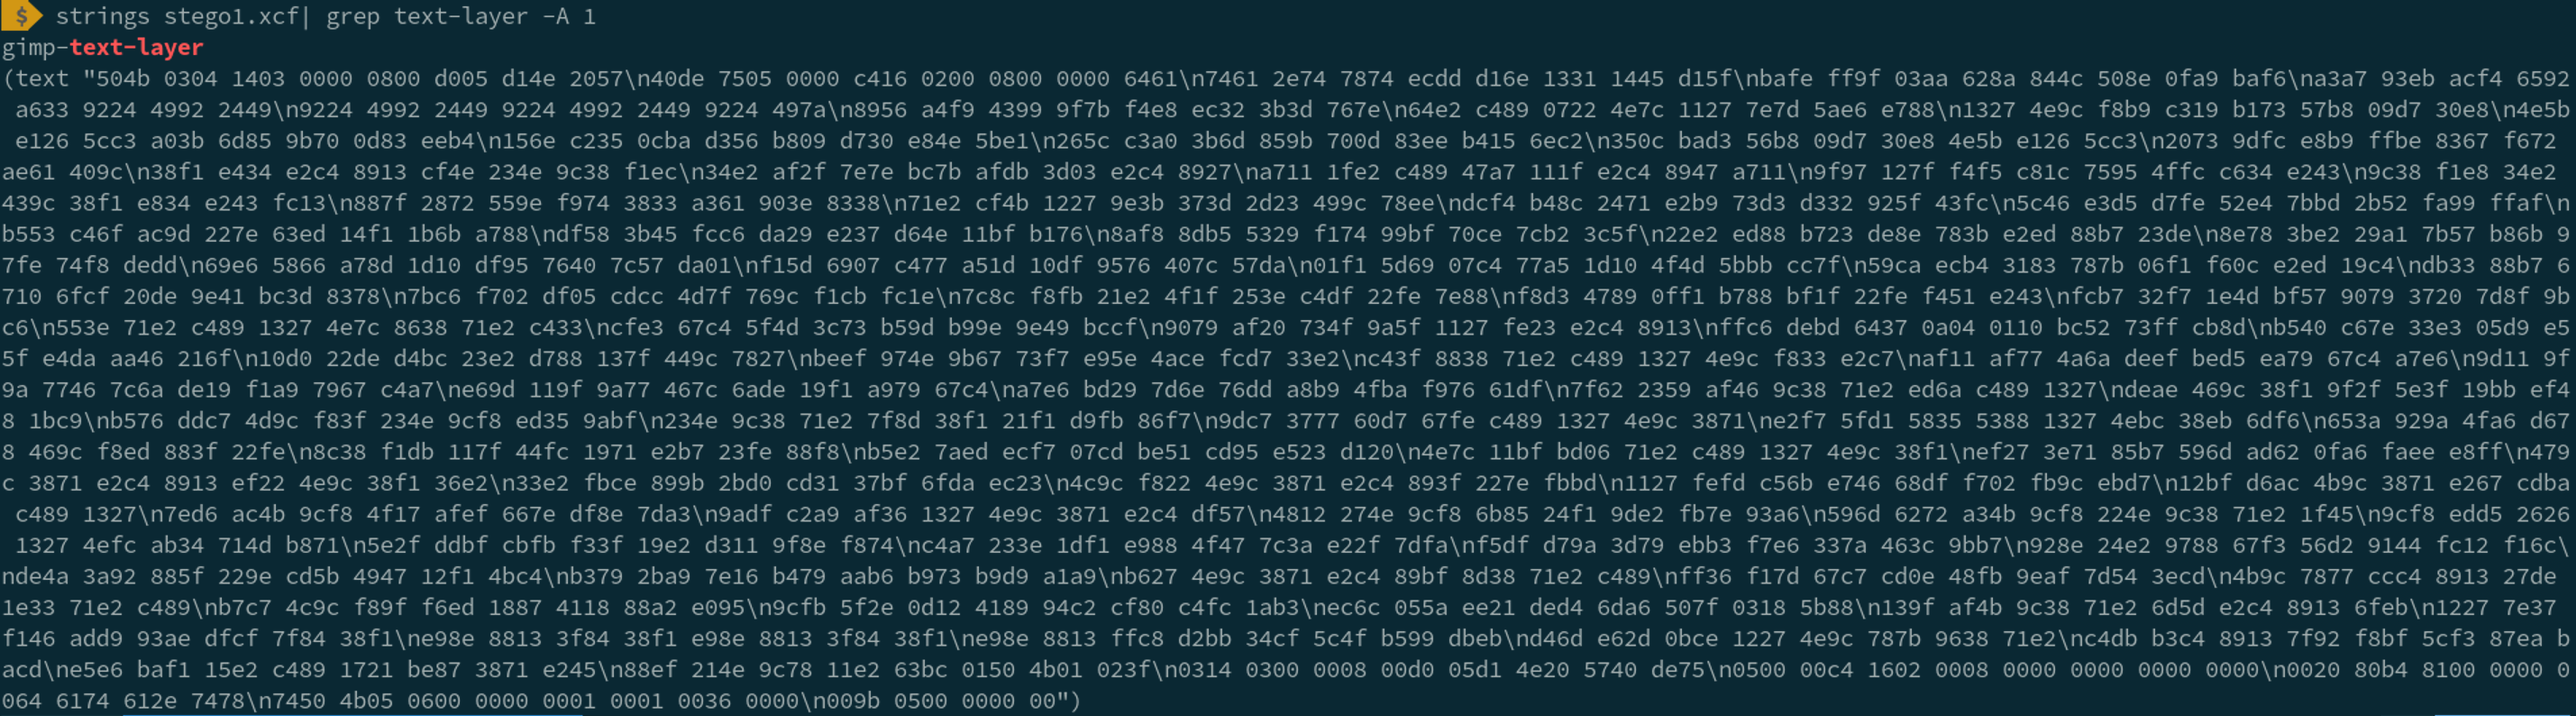 $ strings stego1.xcf| grep text-layer -A 1
gimp-text-layer
(text "504b 0304 1403 0000 0800 d005 d14e 2057\n40de 7505 0000 c416 0200 0800 0000 6461\n7461 2e74 7874 ecdd d16e 1331 1445 d15f\nbafe ff9f 03aa 628a 844c 508e 0fa9 baf6\na3a7 93eb acf4 6592
a633 9224 4992 2449\n9224 4992 2449 9224 4992 2449 9224 497a\n8956 a4f9 4399 9f7b f4e8 ec32 3b3d 767e\n64e2 c489 0722 4e7c 1127 7e7d 5ae6 e788\n1327 4e9c f8b9 c319 b173 57b8 09d7 30e8\n4e5b
e126 5cc3 a03b 6d85 9b70 0d83 eeb4\n156e c235 0cba d356 b809 d730 e84e 5be1\n265c c3a0 3b6d 859b 700d 83ee b415 6ec2\n350c bad3 56b8 09d7 30e8 4e5b e126 5cc3\n2073 9dfc e8b9 ffbe 8367 f672
ae61 409c\n38f1 e434 e2c4 8913 cf4e 234e 9c38 f1ec\n34e2 af2f 7e7e bc7b afdb 3d03 e2c4 8927\na711 1fe2 c489 47a7 111f e2c4 8947 a711\n9f97 127f f4f5 c81c 7595 4ffc c634 e243\n9c38 f1e8 34e2
439c 38f1 e834 e243 fc13\n887f 2872 559e f974 3833 a361 903e 8338\n71e2 cf4b 1227 9e3b 373d 2d23 499c 78ee\ndcf4 b48c 2471 e2b9 73d3 d332 925f 43fc\n5c46 e3d5 d7fe 52e4 7bbd 2b52 fa99 ffaf\n
b553 c46f ac9d 227e 63ed 14f1 1b6b a788\ndf58 3b45 fcc6 da29 e237 d64e 11bf b176\n8af8 8db5 5329 f174 99bf 70ce 7cb2 3c5f\n22e2 ed88 b723 de8e 783b e2ed 88b7 23de\n8e78 3be2 29a1 7b57 b86b 9
7fe 74f8 dedd\n69e6 5866 a78d 1d10 df95 7640 7c57 da01\nf15d 6907 c477 a51d 10df 9576 407c 57da\n01f1 5d69 07c4 77a5 1d10 4f4d 5bbb cc7f\n59ca ecb4 3183 787b 06f1 f60c e2ed 19c4\ndb33 88b7 6
710 6fcf 20de 9e41 bc3d 8378\n7bc6 f702 df05 cdcc 4d7f 769c f1cb fc1e\n7c8c f8fb 21e2 4f1f 253e c4df 22fe 7e88\nf8d3 4789 0ff1 b788 bf1f 22fe f451 e243\nfcb7 32f7 1e4d bf57 9079 3720 7d8f 9b
c6\n553e 71e2 c489 1327 4e7c 8638 71e2 c433\ncfe3 67c4 5f4d 3c73 b59d b99e 9e49 bccf\n9079 af20 734f 9a5f 1127 fe23 e2c4 8913\nffc6 debd 6437 0a04 0110 bc52 73ff cb8d\nb540 c67e 33e3 05d9 e5
5f e4da aa46 216f\n10d0 22de d4bc 23e2 d788 137f 449c 7827\nbeef 974e 9b67 73f7 e95e 4ace fcd7 33e2\nc43f 8838 71e2 c489 1327 4e9c f833 e2c7\naf11 af77 4a6a deef bed5 ea79 67c4 a7e6\n9d11 9f
9a 7746 7c6a de19 f1a9 7967 c4a7\ne69d 119f 9a77 467c 6ade 19f1 a979 67c4\na7e6 bd29 7d6e 76dd a8b9 4fba f976 61df\n7f62 2359 af46 9c38 71e2 ed6a c489 1327\ndeae 469c 38f1 9f2f 5e3f 19bb ef4
8 1bc9\nb576 ddc7 4d9c f83f 234e 9cf8 ed35 9abf\n234e 9c38 71e2 7f8d 38f1 21f1 d9fb 86f7\n9dc7 3777 60d7 67fe c489 1327 4e9c 3871\ne2f7 5fd1 5835 5388 1327 4ebc 38eb 6df6\n653a 929a 4fa6 d67
8 469c f8ed 883f 22fe\n8c38 f1db 117f 44fc 1971 e2b7 23fe 88f8\nb5e2 7aed ecf7 07cd be51 cd95 e523 d120\n4e7c 11bf bd06 71e2 c489 1327 4e9c 38f1\nef27 3e71 85b7 596d ad62 0fa6 faee e8ff\n479
c 3871 e2c4 8913 ef22 4e9c 38f1 36e2\n33e2 fbce 899b 2bd0 cd31 37bf 6fda ec23\n4c9c f822 4e9c 3871 e2c4 893f 227e fbbd\n1127 fefd c56b e746 68df f702 fb9c ebd7\n12bf d6ac 4b9c 3871 e267 cdba
c489 1327\n7ed6 ac4b 9cf8 4f17 afef 667e df8e 7da3\n9adf c2a9 af36 1327 4e9c 3871 e2c4 df57\n4812 274e 9cf8 6b85 24f1 9de2 fb7e 93a6\n596d 6272 a34b 9cf8 224e 9c38 71e2 1f45\n9cf8 edd5 2626
1327 4efc ab34 714d b871\n5e2f ddbf cbfb f33f 19e2 d311 9f8e f874\nc4a7 233e 1df1 e988 4f47 7c3a e22f 7dfa\nf5df d79a 3d79 ebb3 f7e6 337a 463c 9bb7\n928e 24e2 9788 67f3 56d2 9144 fc12 f16c\
nde4a 3a92 885f 229e cd5b 4947 12f1 4bc4\nb379 2ba9 7e16 b479 aab6 b973 b9d9 a1a9\nb627 4e9c 3871 e2c4 89bf 8d38 71e2 c489\nff36 f17d 67c7 cd0e 48fb 9eaf 7d54 3ecd\n4b9c 7877 ccc4 8913 27de
1e33 71e2 c489\nb7c7 4c9c f89f f6ed 1887 4118 88a2 e095\n9cfb 5f2e 0d12 4189 94c2 cf80 c4fc 1ab3\nec6c 055a ee21 ded4 6da6 507f 0318 5b88\n139f af4b 9c38 71e2 6d5d e2c4 8913 6feb\n1227 7e37
f146 add9 93ae dfcf 7f84 38f1\ne98e 8813 3f84 38f1 e98e 8813 3f84 38f1\ne98e 8813 ffc8 d2bb 34cf 5c4f b599 dbeb\nd46d e62d 0bce 1227 4e9c 787b 9638 71e2\nc4db b3c4 8913 7f92 f8bf 5cf3 87ea b
acd\ne5e6 baf1 15e2 c489 1721 be87 3871 e245\n88ef 214e 9c78 11e2 63bc 0150 4b01 023f\n0314 0300 0008 00d0 05d1 4e20 5740 de75\n0500 00c4 1602 0008 0000 0000 0000 0000\n0020 80b4 8100 0000 0
064 6174 612e 7478\n7450 4b05 0600 0000 0001 0001 0036 0000\n009b 0500 0000 00")